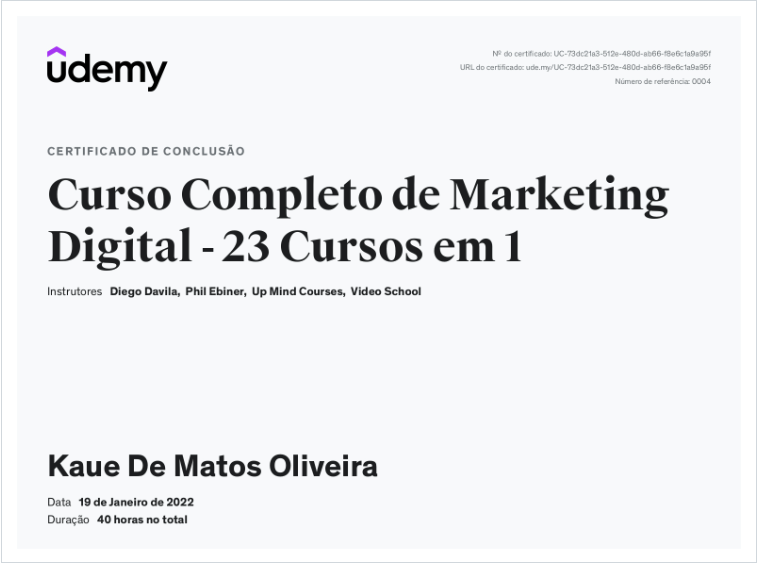 udemy
Nº do certificado: UC-73dc21a3-512e-480d-ab66-f8e6c1a9a95f
URL do certificado: ude.my/UC-73dc21a3-512e-480d-ab66-f8e6c1a9a95f
Número de referência: 0004
CERTIFICADO DE CONCLUSÃO
Curso Completo de Marketing
Digital - 23 Cursos em 1
Instrutores Diego Davila, Phil Ebiner, Up Mind Courses, Video School
Kaue De Matos Oliveira
Data 19 de Janeiro de 2022
Duração 40 horas no total